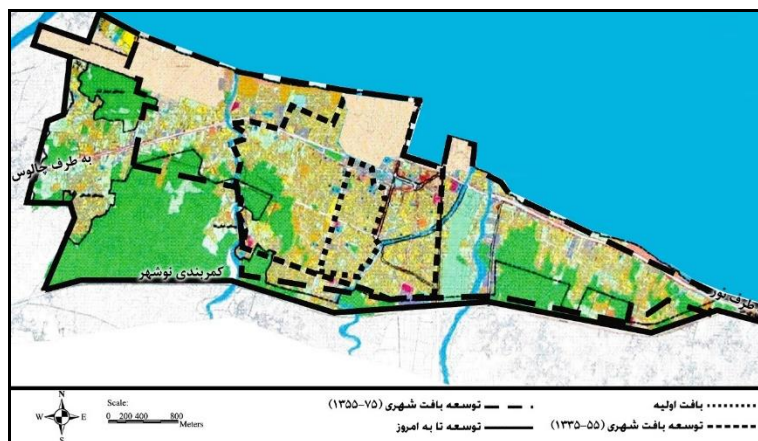 به طرف چالوس
کمربندی نوشهر
طرف نور
N
W E
S
Scale:
0 200 400 800
Meters
بافت اولیه
توسعه بافت شهری (۵۵-۱۳۳۵)
توسعه بافت شهری (۷۵-۱۳۵۵)
توسعه تا به امروز